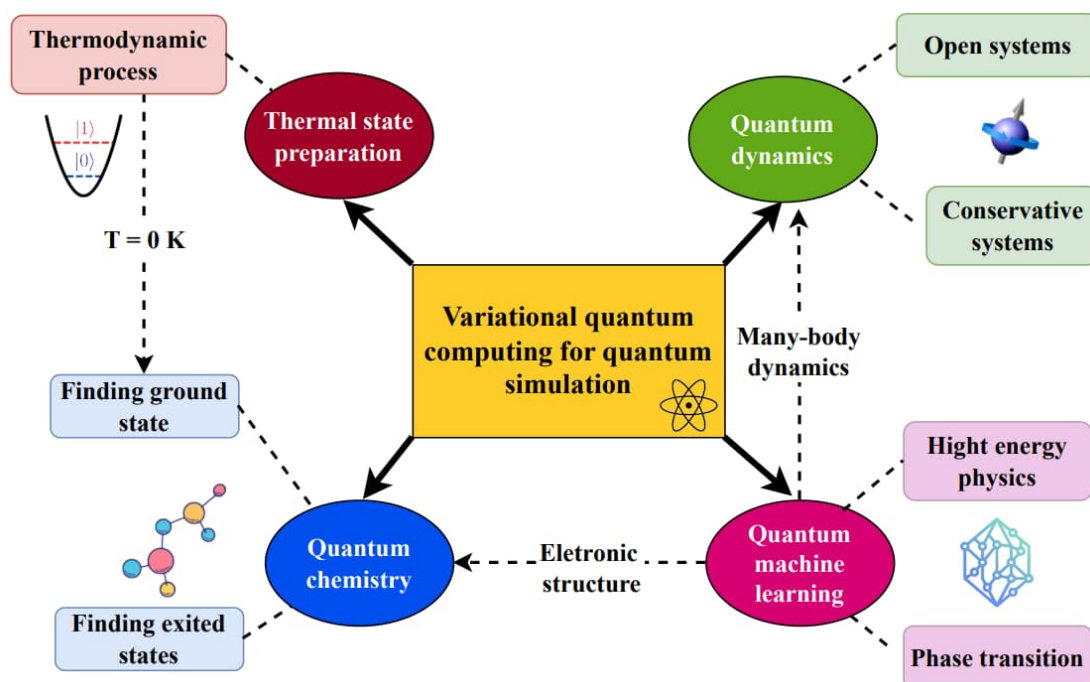 Thermodynamic
process
|1⟩
|0⟩
T = 0 K
Thermal state
preparation
Quantum
dynamics
Open systems
Conservative
systems
Variational quantum
computing for quantum
simulation
Many-body
dynamics
Finding ground
state
Quantum
chemistry
Finding exited
states
Eletronic
structure
Quantum
machine
learning
Hight energy
physics
Phase transition